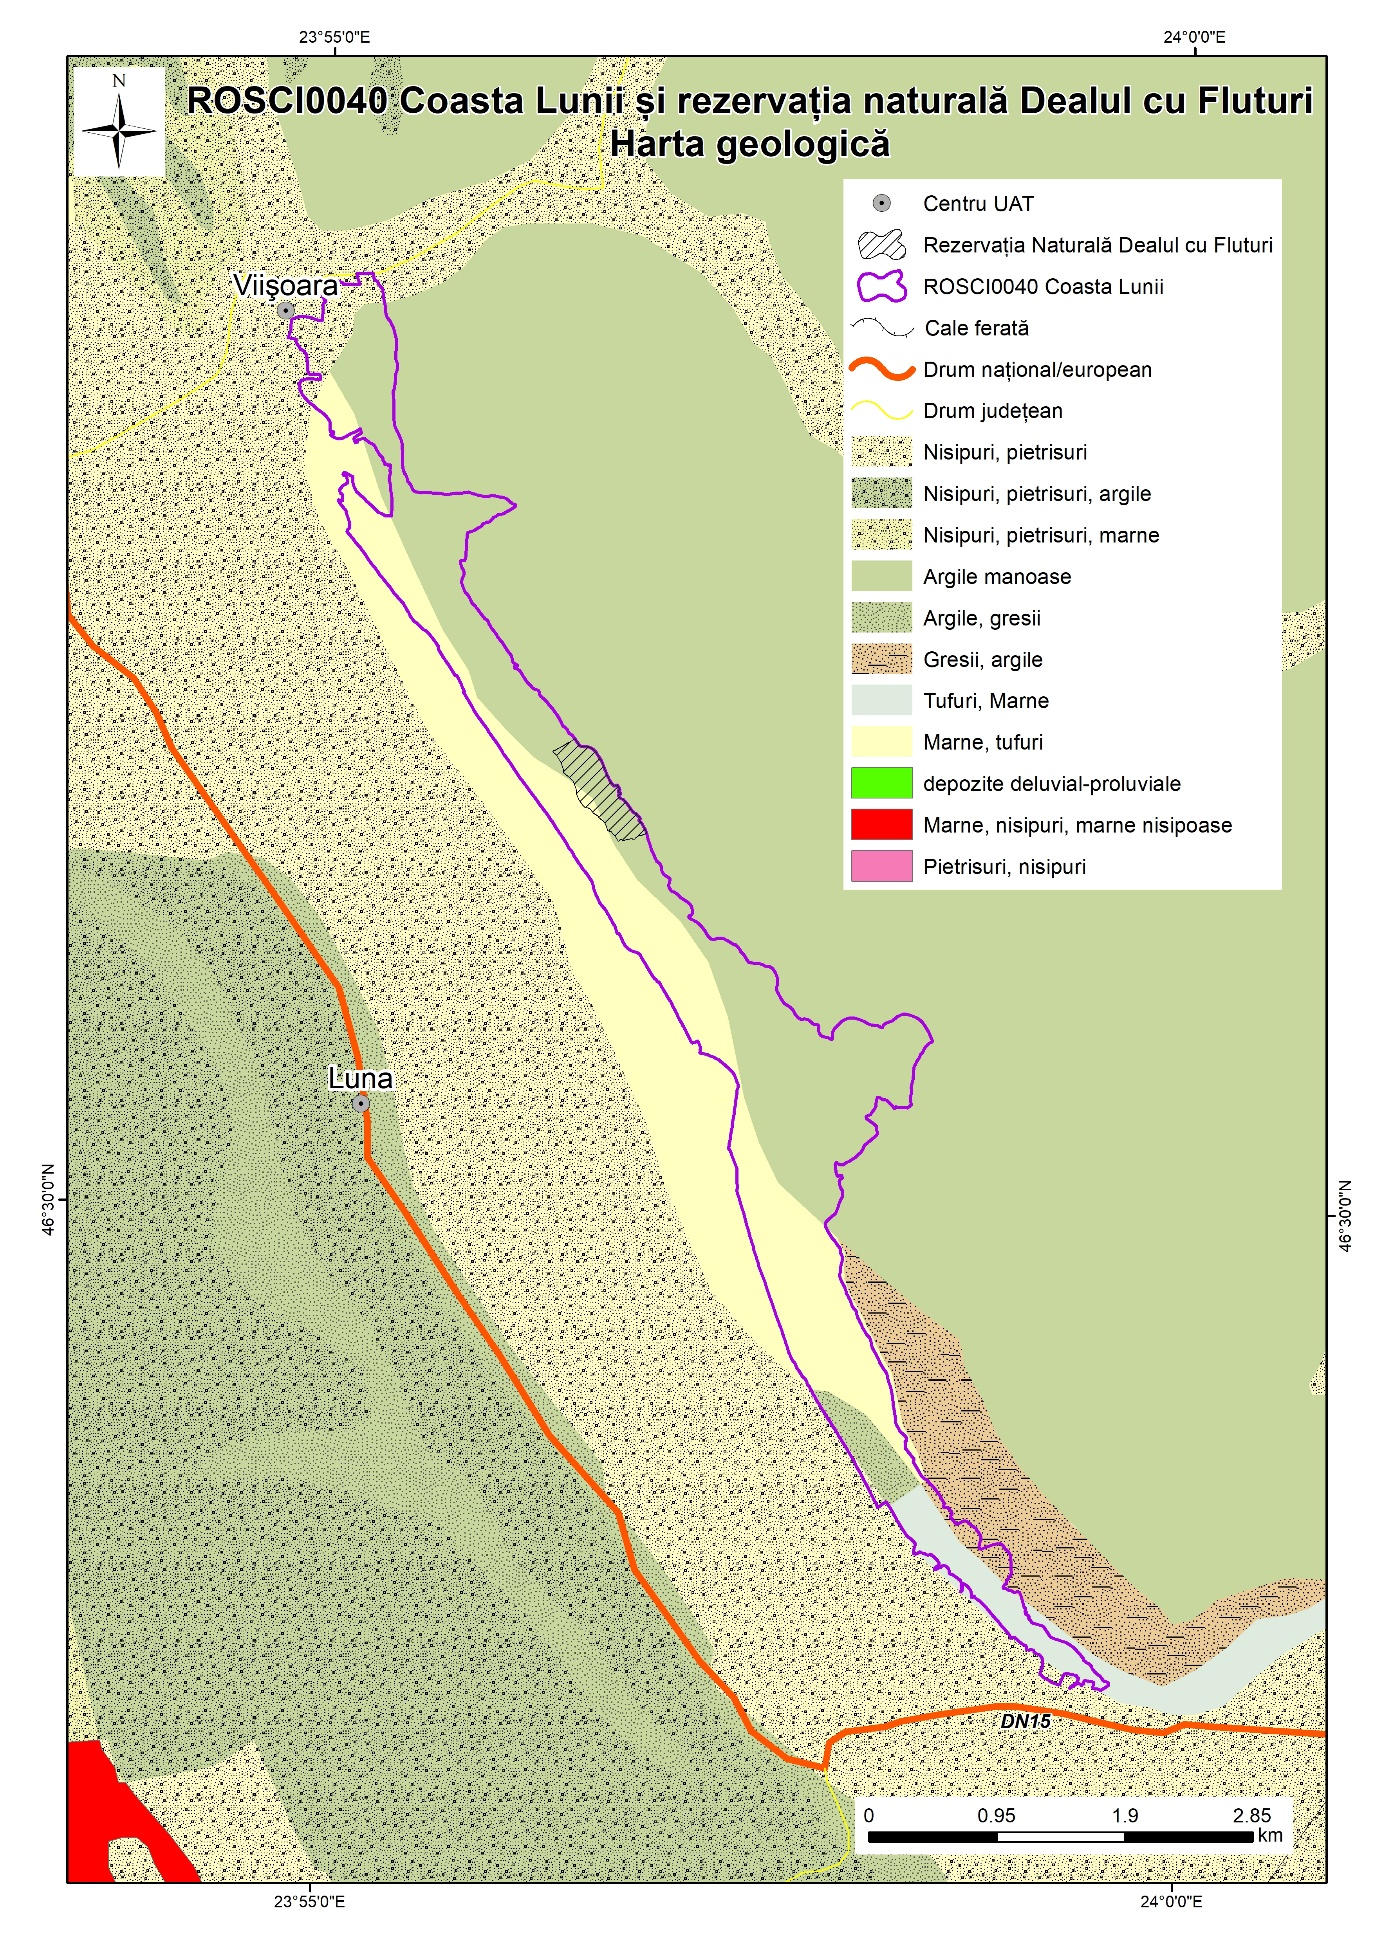 23°55'0"E
24°0'0"E
N
ROSCI0040 Coasta Lunii și rezervația naturală Dealul cu Fluturi
Harta geologică
Centru UAT
Rezervația Naturală Dealul cu Fluturi
ROSCI0040 Coasta Lunii
Cale ferată
Drum național/european
Drum județean
Nisipuri, pietrisuri
Nisipuri, pietrisuri, argile
Nisipuri, pietrisuri, marne
Argile manoase
Argile, gresii
Gresii, argile
Tufuri, Marne
Marne, tufuri
depozite deluvial-proluviale
Marne, nisipuri, marne nisipoase
Pietrisuri, nisipuri
Viişoara
Luna
46°30'0"N
46°30'0"N
DN15
0 0.95 1.9 2.85
km
23°55'0"E
24°0'0"E